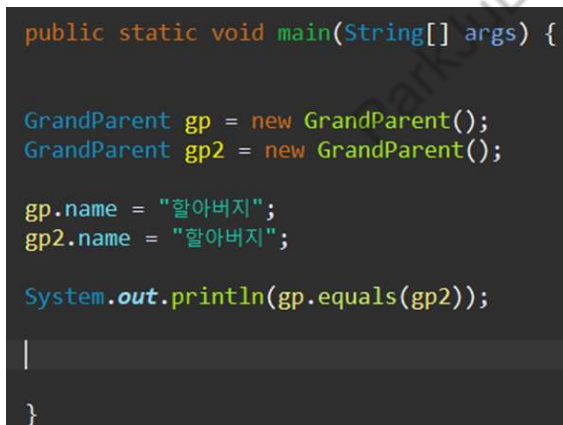 public static void main(String[] args) {
GrandParent gp = new GrandParent();
GrandParent gp2 = new GrandParent();
gp.name = "할아버지";
gp2.name = "할아버지";
System.out.println(gp.equals(gp2));
}